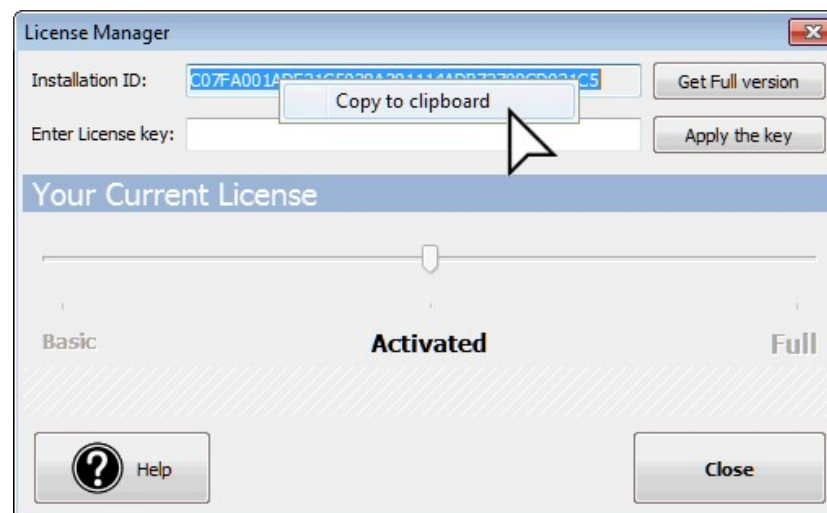 License Manager
Installation ID:
Get Full version
Copy to clipboard
Enter License key:
Apply the key
Your Current License
Basic
Activated
Full
Help
Close